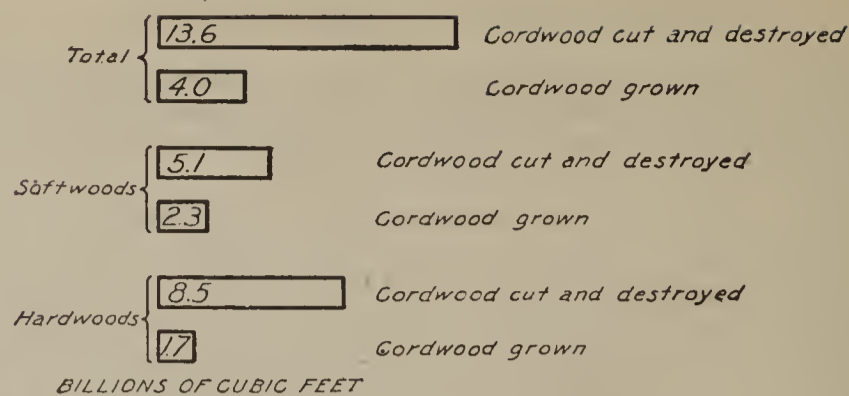 13.6 Cordwood cut and destroyed
Total
4.0 Cordwood grown
5.1 Cordwood cut and destroyed
Softwoods
2.3 Cordwood grown
8.5 Cordwood cut and destroyed
Hardwoods
1.7 Cordwood grown
BILLIONS OF CUBIC FEET